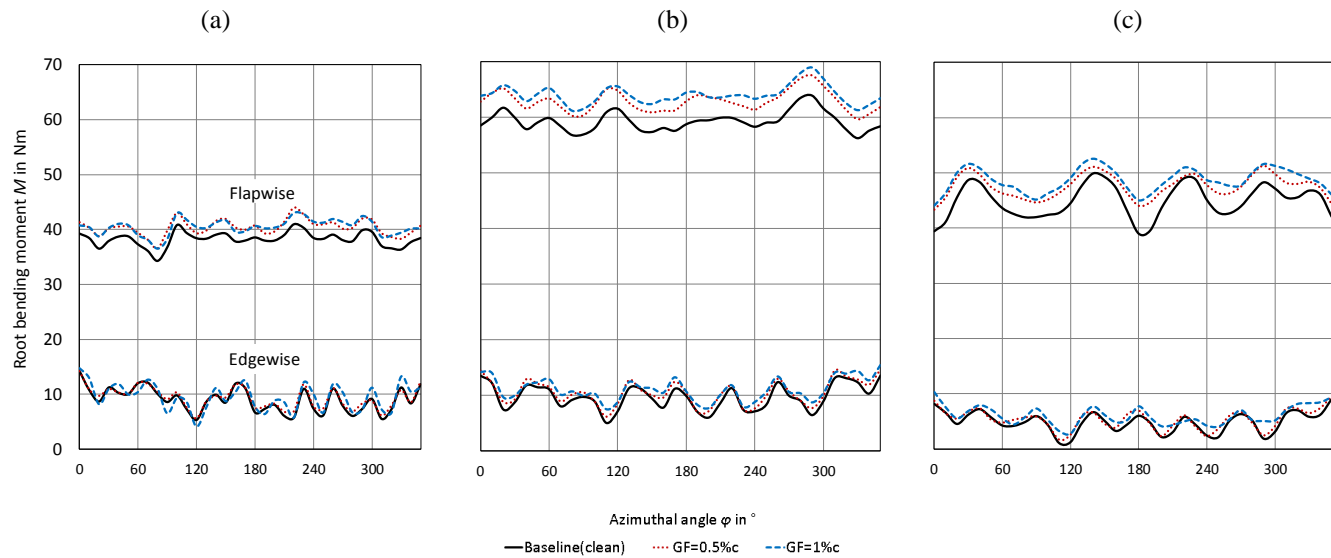 (a) (b) (c)
Root bending moment M in Nm
70
60
50
40
30
20
10
0
Flapwise
Edgewise
0 60 120 180 240 300
0 60 120 180 240 300
0 60 120 180 240 300
Azimuthal angle φ in °
Baseline(clean) GF=0.5%c GF=1%c